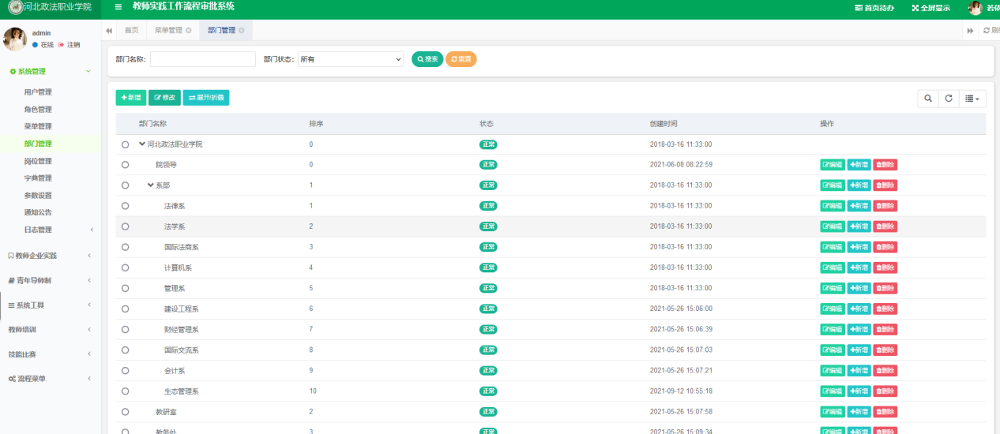 河北政法职业学院
教师实践工作流程审批系统
首页待办 全屏显示
admin
在线 注销
首页 菜单管理 部门管理
系统管理
用户管理
角色管理
菜单管理
部门管理
岗位管理
字典管理
参数设置
通知公告
日志管理
教师企业实践
青年导师制
系统工具
教师培训
技能比赛
流程菜单
部门名称: 部门状态: 所有 搜索 重置
新增 修改 展开/折叠
部门名称 排序 状态 创建时间 操作
河北政法职业学院 0 正常 2018-03-16 11:33:00
院领导 0 正常 2021-06-08 08:22:59 编辑 新增 删除
系部 1 正常 2018-03-16 11:33:00 编辑 新增 删除
法律系 1 正常 2018-03-16 11:33:00 编辑 新增 删除
法学系 2 正常 2018-03-16 11:33:00 编辑 新增 删除
国际法商系 3 正常 2018-03-16 11:33:00 编辑 新增 删除
计算机系 4 正常 2018-03-16 11:33:00 编辑 新增 删除
管理系 5 正常 2018-03-16 11:33:00 编辑 新增 删除
建设工程系 6 正常 2021-05-26 15:06:00 编辑 新增 删除
财经管理系 7 正常 2021-05-26 15:06:39 编辑 新增 删除
国际交流系 8 正常 2021-05-26 15:07:03 编辑 新增 删除
会计系 9 正常 2021-05-26 15:07:21 编辑 新增 删除
生态管理系 10 正常 2021-09-12 10:55:18 编辑 新增 删除
教研室 2 正常 2021-05-26 15:07:58 编辑 新增 删除
教务处 3 正常 2021-05-26 15:09:34 编辑 新增 删除